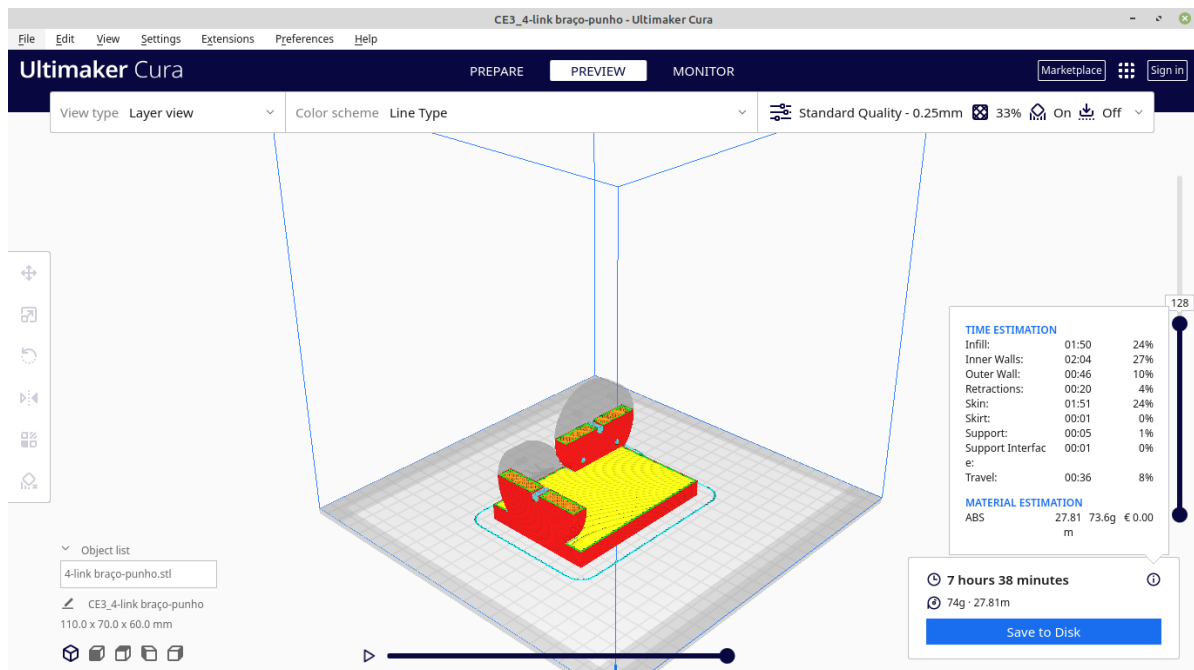 CE3_4-link braço-punho - Ultimaker Cura
File Edit View Settings Extensions Preferences Help
Ultimaker Cura
PREPARE PREVIEW MONITOR
Marketplace
Sign in
View type Layer view
Color scheme Line Type
Standard Quality - 0.25mm 33% On Off
128
TIME ESTIMATION
Infill: 01:50 24%
Inner Walls: 02:04 27%
Outer Wall: 00:46 10%
Retractions: 00:20 4%
Skin: 01:51 24%
Skirt: 00:01 0%
Support: 00:05 1%
Support Interfac 00:01 0%
e:
Travel: 00:36 8%
MATERIAL ESTIMATION
ABS 27.81 73.6g € 0.00
m
Object list
4-link braço-punho.stl
CE3_4-link braço-punho
110.0 x 70.0 x 60.0 mm
7 hours 38 minutes
74g · 27.81m
Save to Disk